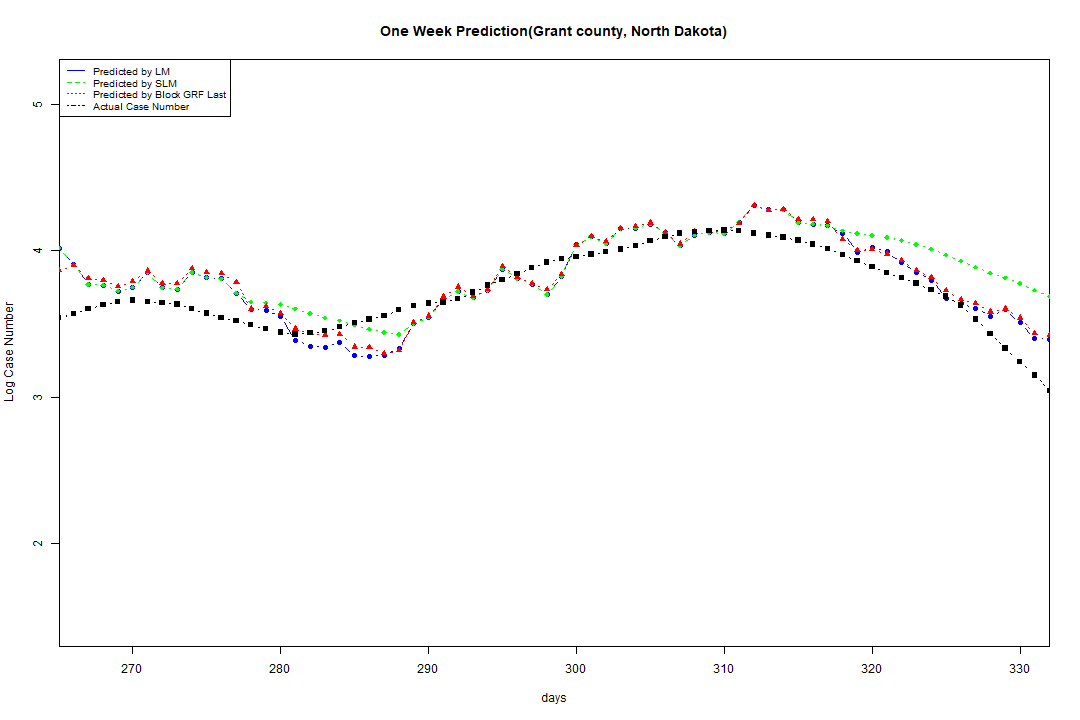 One Week Prediction(Grant county, North Dakota)
Predicted by LM
Predicted by SLM
Predicted by Block GRF Last
Actual Case Number
5
4
3
2
Log Case Number
270 280 290 300 310 320 330
days